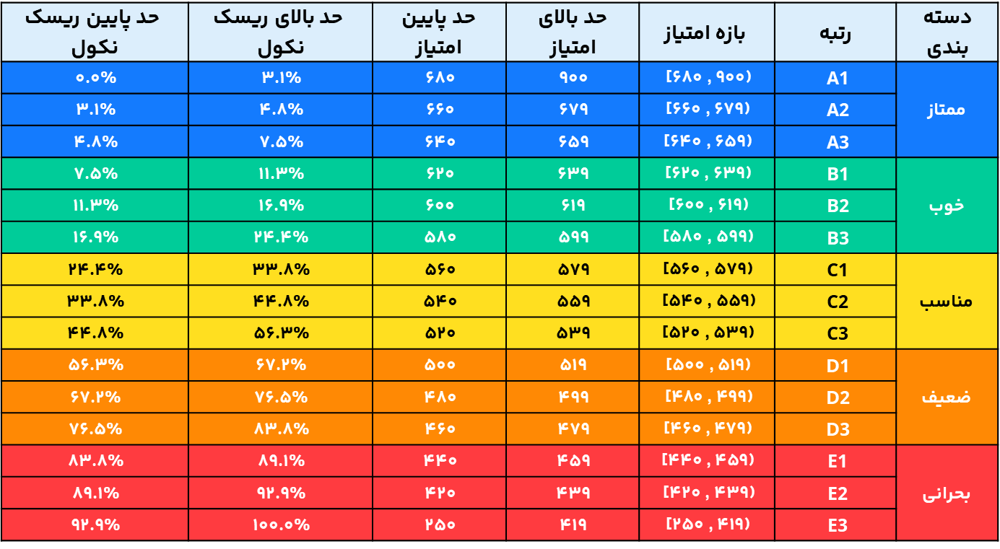 دسته بندی	رتبه	بازه امتیاز	حد بالای امتیاز	حد پایین امتیاز	حد بالای ریسک نکول	حد پایین ریسک نکول
ممتاز	A1	[۶۸۰ , ۹۰۰)	۹۰۰	۶۸۰	۳.۱%	۰.۰%
A2	[۶۶۰ , ۶۷۹)	۶۷۹	۶۶۰	۴.۸%	۳.۱%
A3	[۶۴۰ , ۶۵۹)	۶۵۹	۶۴۰	۷.۵%	۴.۸%
خوب	B1	[۶۲۰ , ۶۳۹)	۶۳۹	۶۲۰	۱۱.۳%	۷.۵%
B2	[۶۰۰ , ۶۱۹)	۶۱۹	۶۰۰	۱۶.۹%	۱۱.۳%
B3	[۵۸۰ , ۵۹۹)	۵۹۹	۵۸۰	۲۴.۴%	۱۶.۹%
مناسب	C1	[۵۶۰ , ۵۷۹)	۵۷۹	۵۶۰	۳۳.۸%	۲۴.۴%
C2	[۵۴۰ , ۵۵۹)	۵۵۹	۵۴۰	۴۴.۸%	۳۳.۸%
C3	[۵۲۰ , ۵۳۹)	۵۳۹	۵۲۰	۵۶.۳%	۴۴.۸%
ضعیف	D1	[۵۰۰ , ۵۱۹)	۵۱۹	۵۰۰	۶۷.۲%	۵۶.۳%
D2	[۴۸۰ , ۴۹۹)	۴۹۹	۴۸۰	۷۶.۵%	۶۷.۲%
D3	[۴۶۰ , ۴۷۹)	۴۷۹	۴۶۰	۸۳.۸%	۷۶.۵%
بحرانی	E1	[۴۴۰ , ۴۵۹)	۴۵۹	۴۴۰	۸۹.۱%	۸۳.۸%
E2	[۴۲۰ , ۴۳۹)	۴۳۹	۴۲۰	۹۲.۹%	۸۹.۱%
E3	[۲۵۰ , ۴۱۹)	۴۱۹	۲۵۰	۱۰۰.۰%	۹۲.۹%